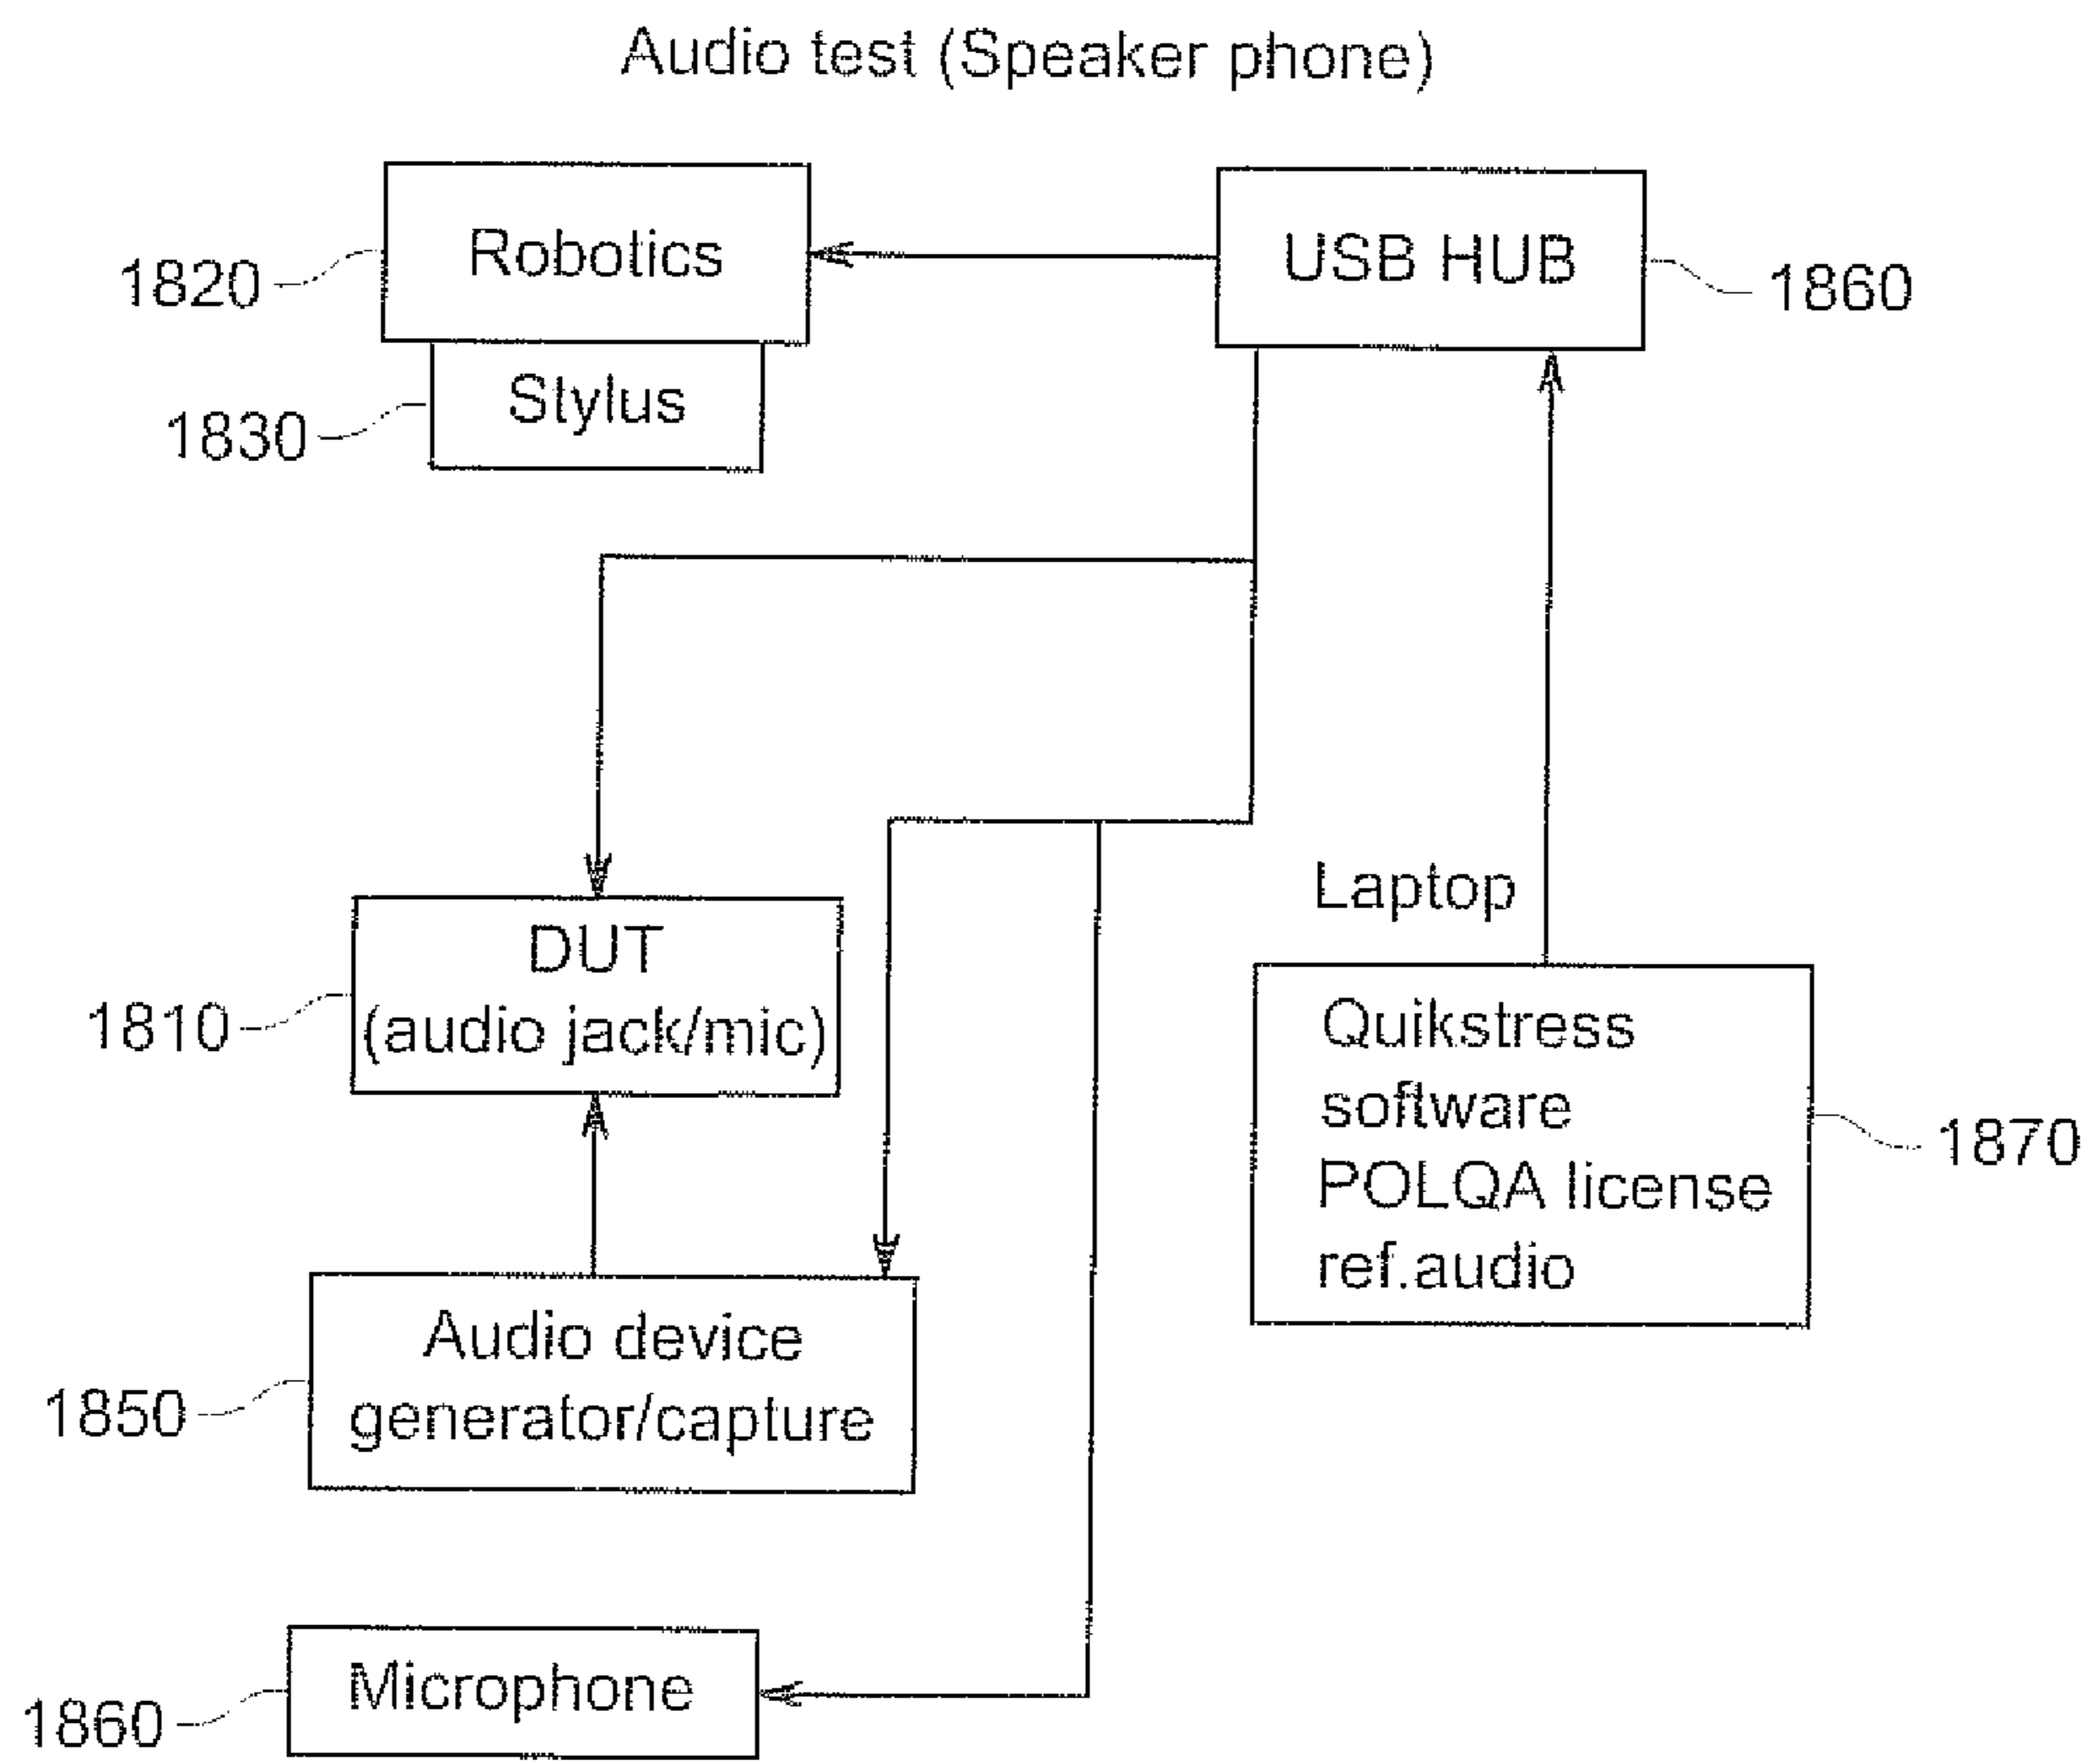 Audio test (Speaker phone)
Robotics
USB HUB
1820
1860
Stylus
1830
Laptop
DUT
(audio jack/mic)
1810
Quikstress
software
POLQA license
ref.audio
1870
Audio device
generator/capture
1850
Microphone
1860